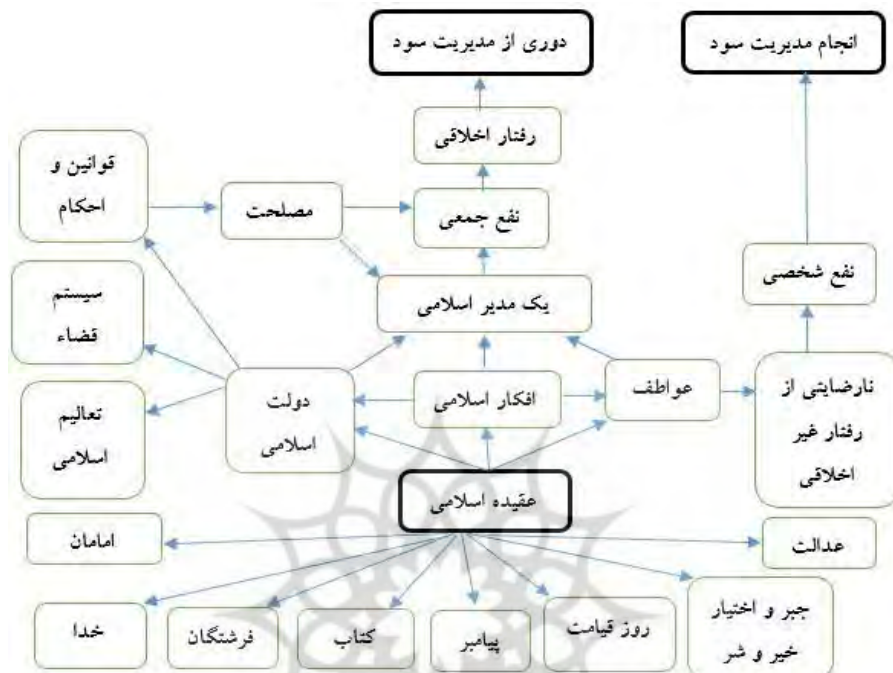 انجام مدیریت سود
دوری از مدیریت سود
رفتار اخلاقی
قوانین و
احکام
مصلحت
نفع جمعی
نفع شخصی
سیستم
قضاء
یک مدیر اسلامی
نارضایتی از
رفتار غیر
اخلاقی
عواطف
افکار اسلامی
دولت
اسلامی
تعالیم
اسلامی
عقیده اسلامی
عدالت
امامان
جبر و اختیار
خیر و شر
روز قیامت
پیامبر
کتاب
فرشتگان
خدا